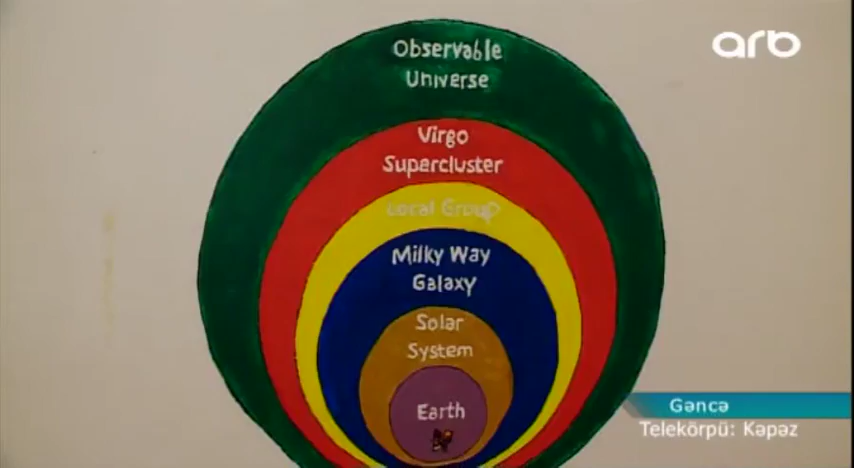 arb
Observable
Universe
Virgo
Supercluster
Local Group
Milky Way
Galaxy
Solar
System
Earth
Gəncə
Telekörpü: Kəpəz